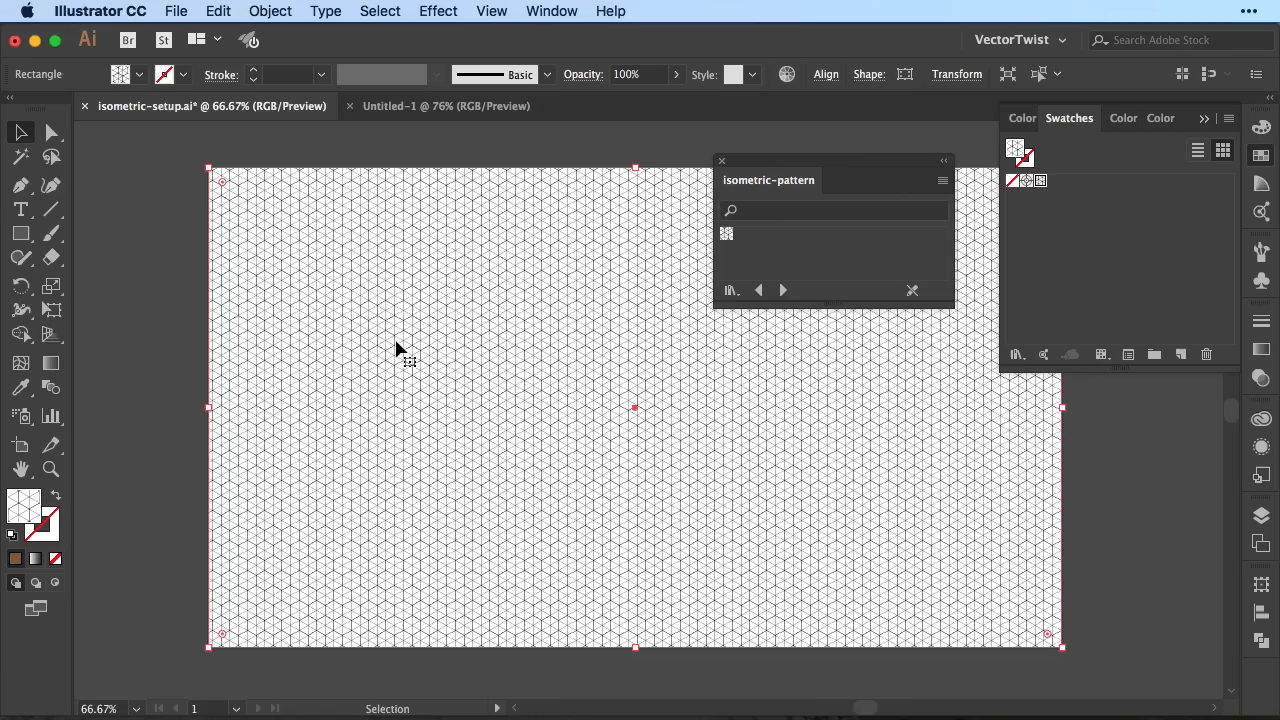 Illustrator CC File Edit Object Type Select Effect View Window Help
Ai Br St VectorTwist Search Adobe Stock
Rectangle Stroke: Basic Opacity: 100% Style: Align Shape: Transform
isometric-setup.ai* @ 66.67% (RGB/Preview) Untitled-1 @ 76% (RGB/Preview)
Color Swatches Color Color
isometric-pattern
66.67% 1 Selection